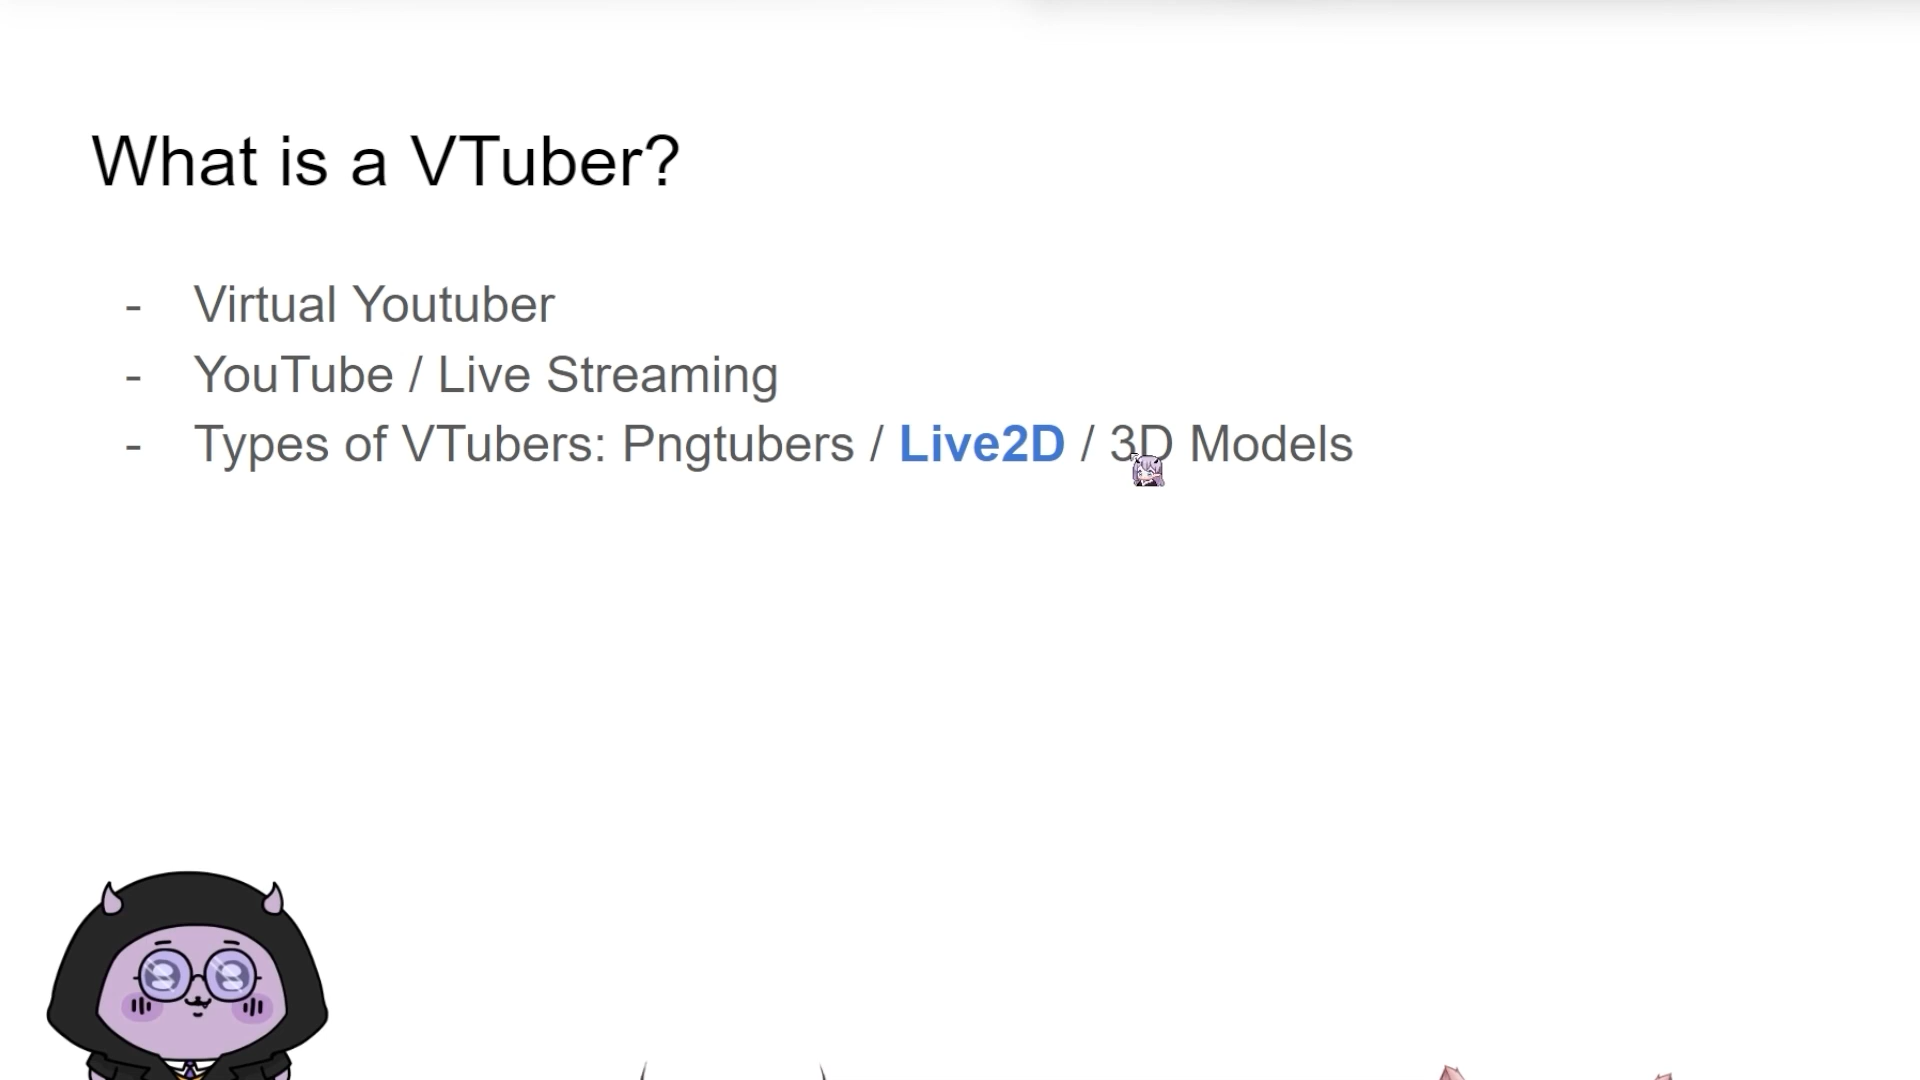 What is a VTuber?
- Virtual Youtuber
- YouTube / Live Streaming
- Types of VTubers: Pngtubers / Live2D / 3D Models